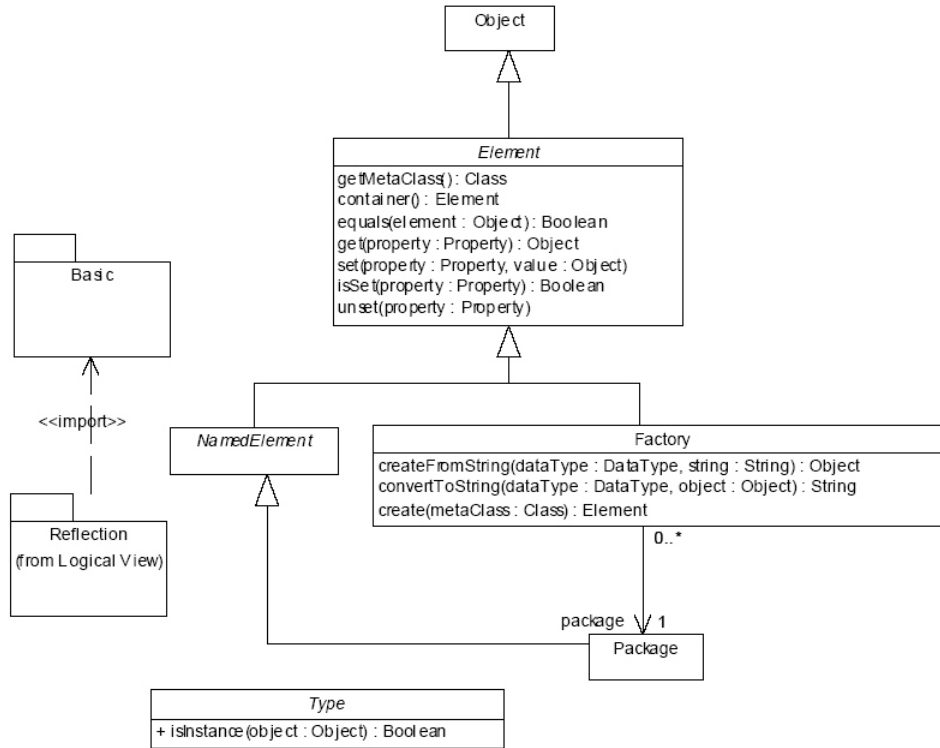 Object
Element
getMetaClass() : Class
container() : Element
equals(element : Object) : Boolean
get(property : Property) : Object
set(property : Property, value : Object)
isSet(property : Property) : Boolean
unset(property : Property)
Basic
<<import>>
Reflection
(from Logical View)
NamedElement
Factory
createFromString(dataType : DataType, string : String) : Object
convertToString(dataType : DataType, object : Object) : String
create(metaClass : Class) : Element
0..*
package 1
Package
Type
+ isInstance(object : Object) : Boolean